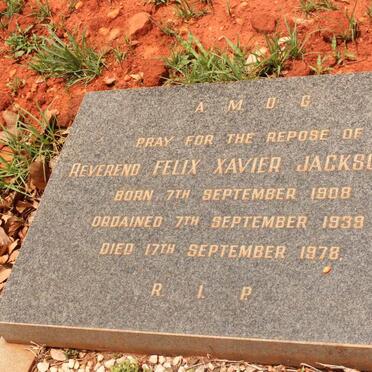 A M D G
PRAY FOR THE REPOSE OF
REVEREND FELIX XAVIER JACKSO
BORN 7TH SEPTEMBER 1908
ORDAINED 7TH SEPTEMBER 1939
DIED 17TH SEPTEMBER 1978.
R I P